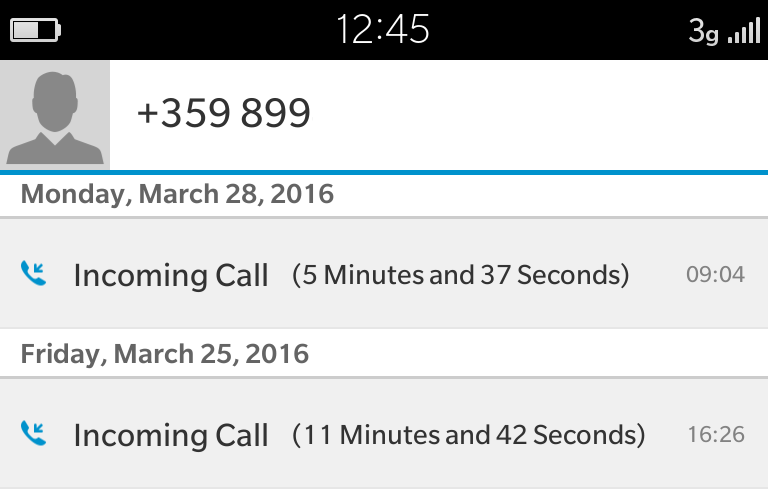 12:45 3g
+359 899
Monday, March 28, 2016
Incoming Call (5 Minutes and 37 Seconds) 09:04
Friday, March 25, 2016
Incoming Call (11 Minutes and 42 Seconds) 16:26